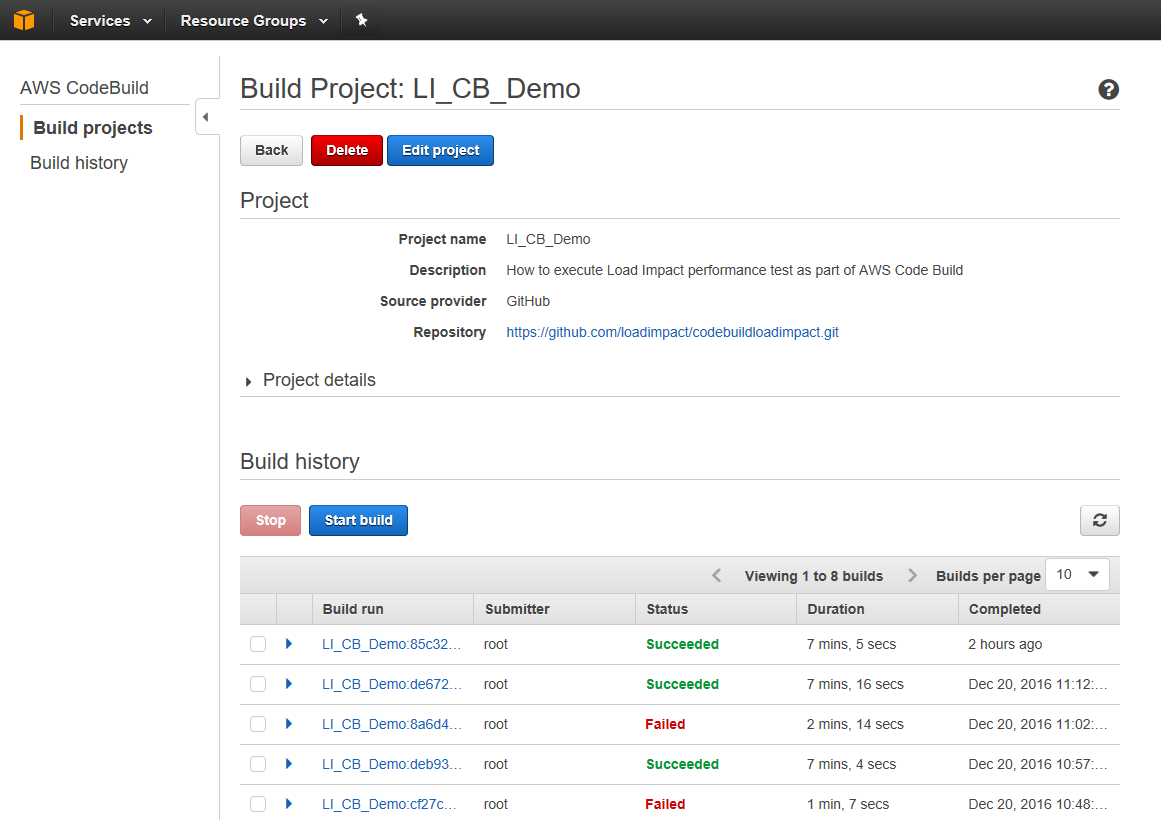 Services Resource Groups
AWS CodeBuild
Build projects
Build history
Build Project: LI_CB_Demo
Back Delete Edit project
Project
Project name LI_CB_Demo
Description How to execute Load Impact performance test as part of AWS Code Build
Source provider GitHub
Repository https://github.com/loadimpact/codebuildloadimpact.git
Project details
Build history
Stop Start build
Viewing 1 to 8 builds Builds per page 10
Build run Submitter Status Duration Completed
LI_CB_Demo:85c32... root Succeeded 7 mins, 5 secs 2 hours ago
LI_CB_Demo:de672... root Succeeded 7 mins, 16 secs Dec 20, 2016 11:12:...
LI_CB_Demo:8a6d4... root Failed 2 mins, 14 secs Dec 20, 2016 11:02:...
LI_CB_Demo:deb93... root Succeeded 7 mins, 4 secs Dec 20, 2016 10:57:...
LI_CB_Demo:cf27c... root Failed 1 min, 7 secs Dec 20, 2016 10:48:...